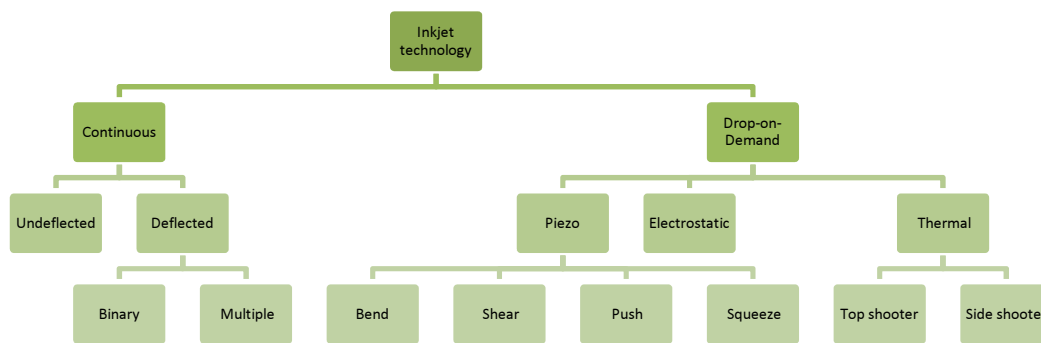 Inkjet
technology
Continuous
Drop-on-
Demand
Undeflected
Deflected
Piezo
Electrostatic
Thermal
Binary
Multiple
Bend
Shear
Push
Squeeze
Top shooter
Side shoote